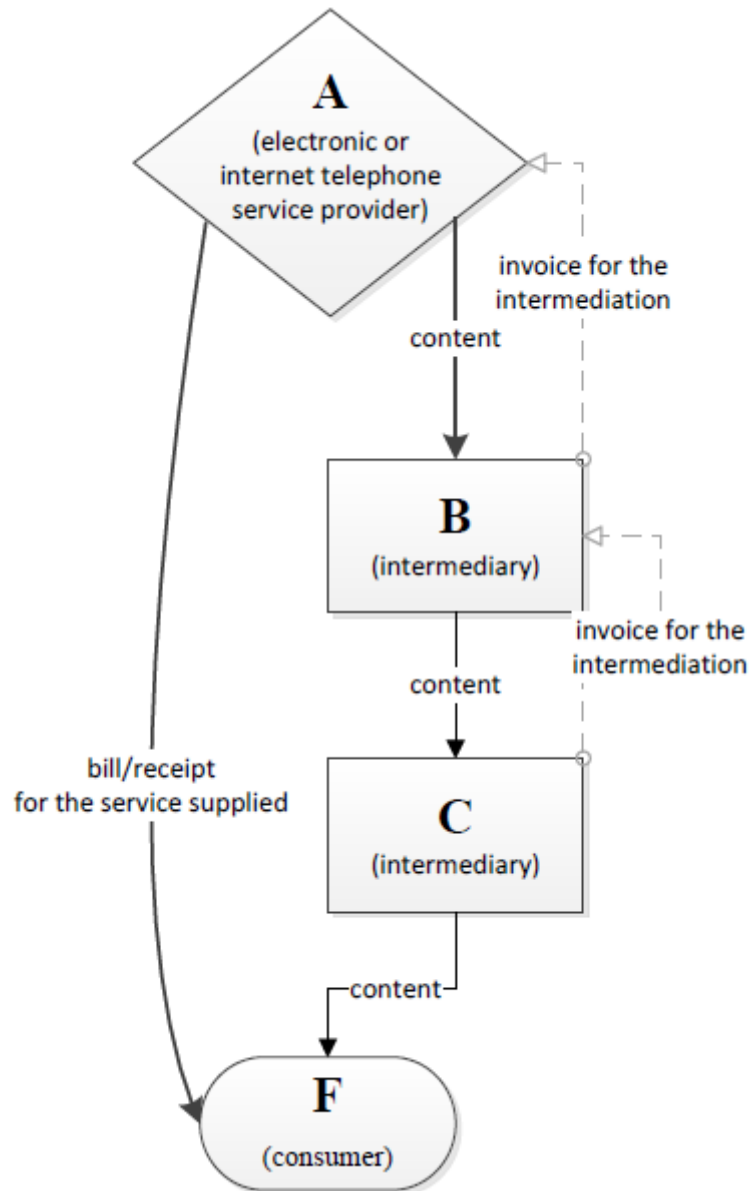 A
(electronic or
internet telephone
service provider)
invoice for the
intermediation
content
B
(intermediary)
invoice for the
intermediation
content
bill/receipt
for the service supplied
C
(intermediary)
content
F
(consumer)